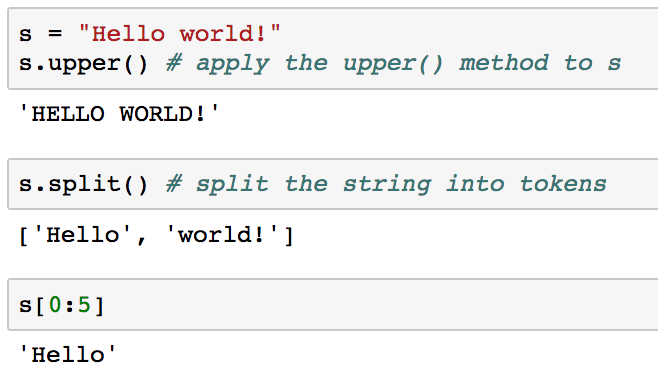 s = "Hello world!"
s.upper() # apply the upper() method to s
'HELLO WORLD!'
s.split() # split the string into tokens
['Hello', 'world!']
s[0:5]
'Hello'